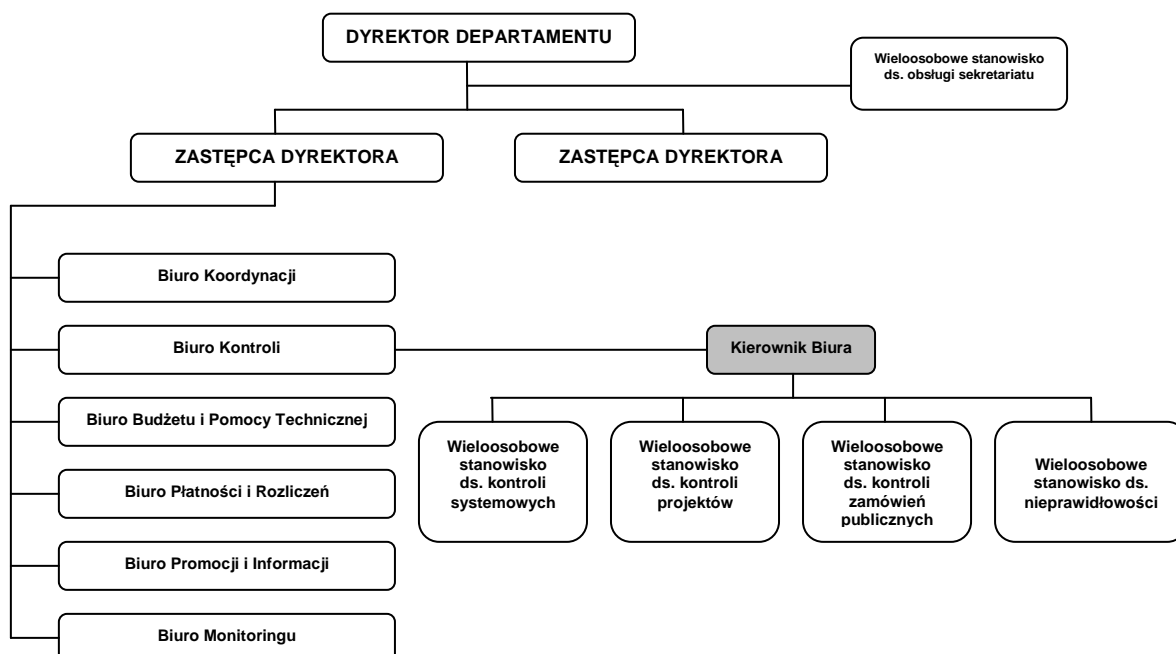 DYREKTOR DEPARTAMENTU
Wieloosobowe stanowisko
ds. obsługi sekretariatu
ZASTĘPCA DYREKTORA
ZASTĘPCA DYREKTORA
Biuro Koordynacji
Biuro Kontroli
Kierownik Biura
Biuro Budżetu i Pomocy Technicznej
Wieloosobowe
stanowisko
ds. kontroli
systemowych
Wieloosobowe
stanowisko
ds. kontroli
projektów
Wieloosobowe
stanowisko
ds. kontroli
zamówień
publicznych
Wieloosobowe
stanowisko ds.
nieprawidłowości
Biuro Płatności i Rozliczeń
Biuro Promocji i Informacji
Biuro Monitoringu